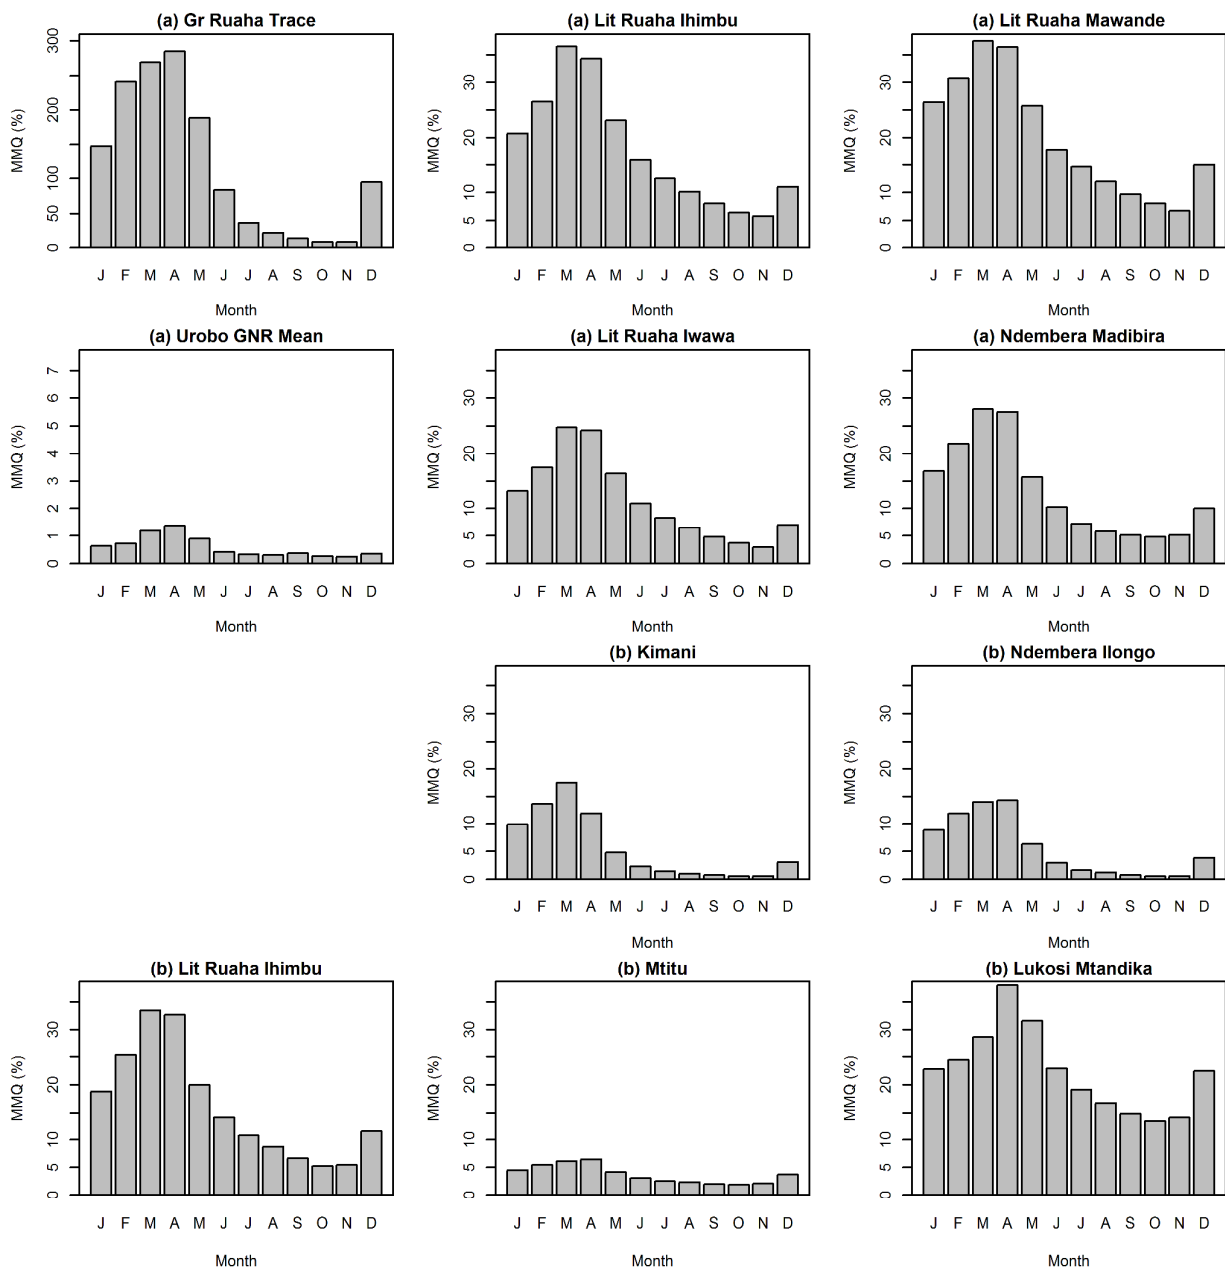 (a) Gr Ruaha Trace
MMQ (%)
300
200
100
50
0
J F M A M J J A S O N D
Month
(a) Lit Ruaha Ihimbu
MMQ (%)
30
20
10
5
0
J F M A M J J A S O N D
Month
(a) Lit Ruaha Mawande
MMQ (%)
30
20
10
5
0
J F M A M J J A S O N D
Month
(a) Urobo GNR Mean
MMQ (%)
7
6
5
4
3
2
1
0
J F M A M J J A S O N D
Month
(a) Lit Ruaha Iwawa
MMQ (%)
30
20
10
5
0
J F M A M J J A S O N D
Month
(a) Ndembera Madibira
MMQ (%)
30
20
10
5
0
J F M A M J J A S O N D
Month
(b) Kimani
MMQ (%)
30
20
10
5
0
J F M A M J J A S O N D
Month
(b) Ndembera Ilongo
MMQ (%)
30
20
10
5
0
J F M A M J J A S O N D
Month
(b) Lit Ruaha Ihimbu
MMQ (%)
30
20
10
5
0
J F M A M J J A S O N D
Month
(b) Mtitu
MMQ (%)
30
20
10
5
0
J F M A M J J A S O N D
Month
(b) Lukosi Mtandika
MMQ (%)
30
20
10
5
0
J F M A M J J A S O N D
Month